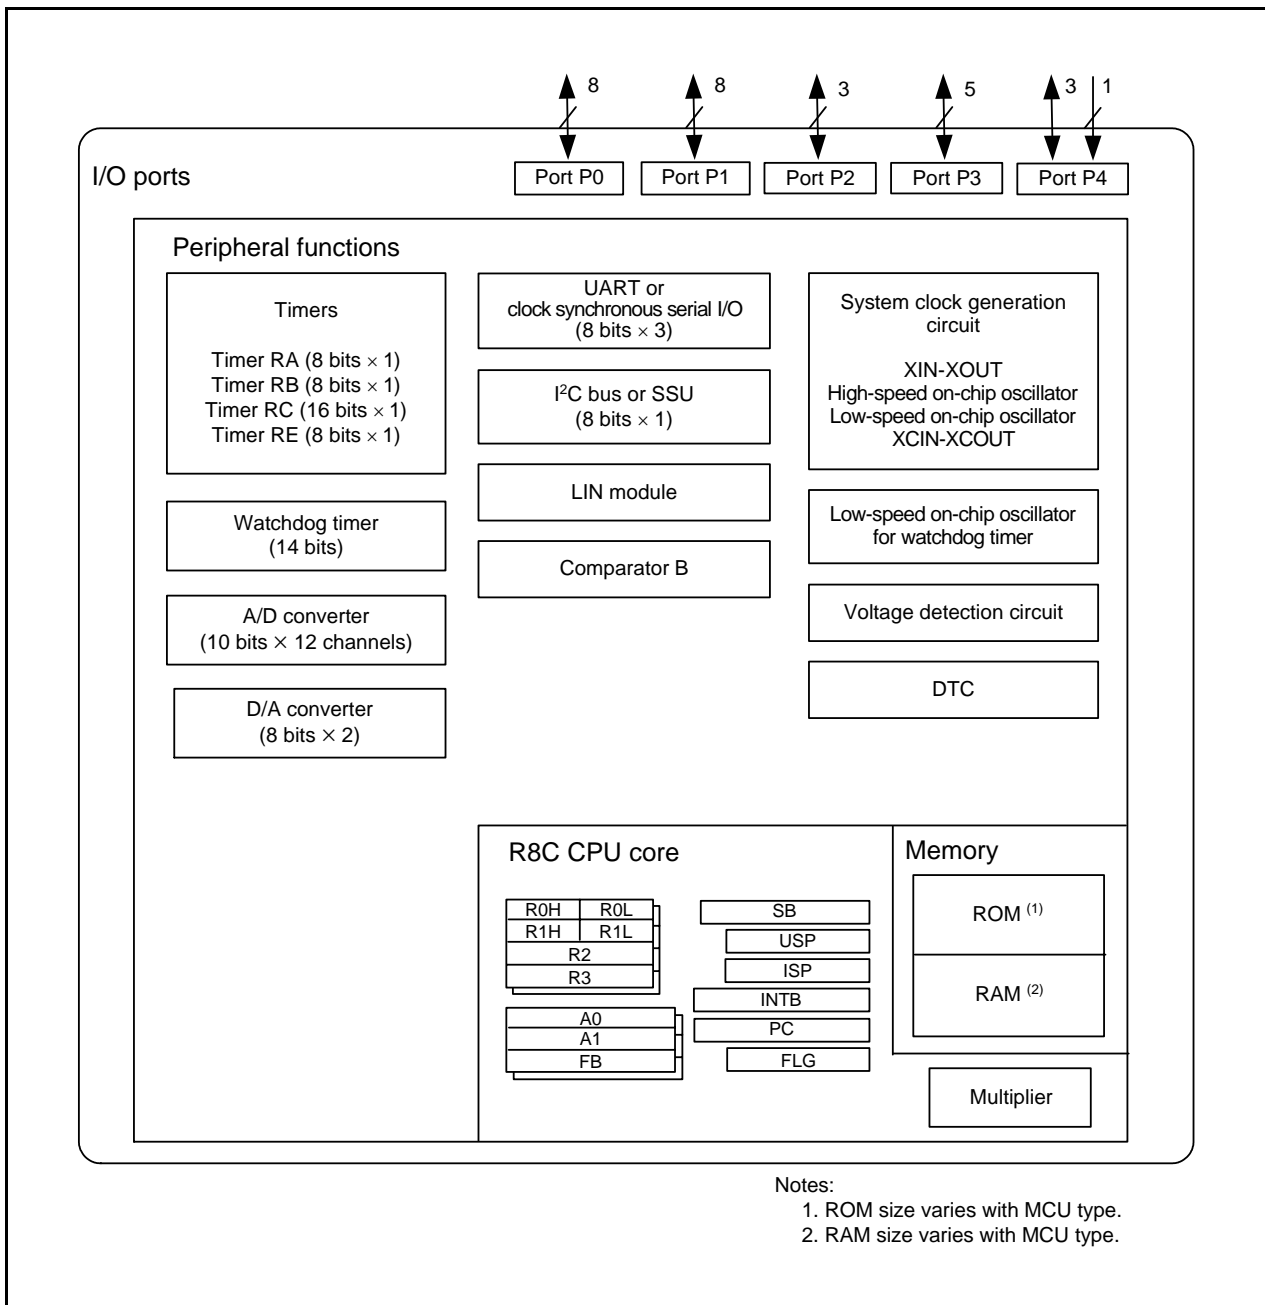 8 8 3 5 3 1
I/O ports
Port P0 Port P1 Port P2 Port P3 Port P4
Peripheral functions
Timers
Timer RA (8 bits × 1)
Timer RB (8 bits × 1)
Timer RC (16 bits × 1)
Timer RE (8 bits × 1)
Watchdog timer
(14 bits)
A/D converter
(10 bits × 12 channels)
D/A converter
(8 bits × 2)
UART or
clock synchronous serial I/O
(8 bits × 3)
I²C bus or SSU
(8 bits × 1)
LIN module
Comparator B
System clock generation
circuit
XIN-XOUT
High-speed on-chip oscillator
Low-speed on-chip oscillator
XCIN-XCOUT
Low-speed on-chip oscillator
for watchdog timer
Voltage detection circuit
DTC
R8C CPU core
R0H R0L
R1H R1L
R2
R3
A0
A1
FB
SB
USP
ISP
INTB
PC
FLG
Memory
ROM (1)
RAM (2)
Multiplier
Notes:
1. ROM size varies with MCU type.
2. RAM size varies with MCU type.